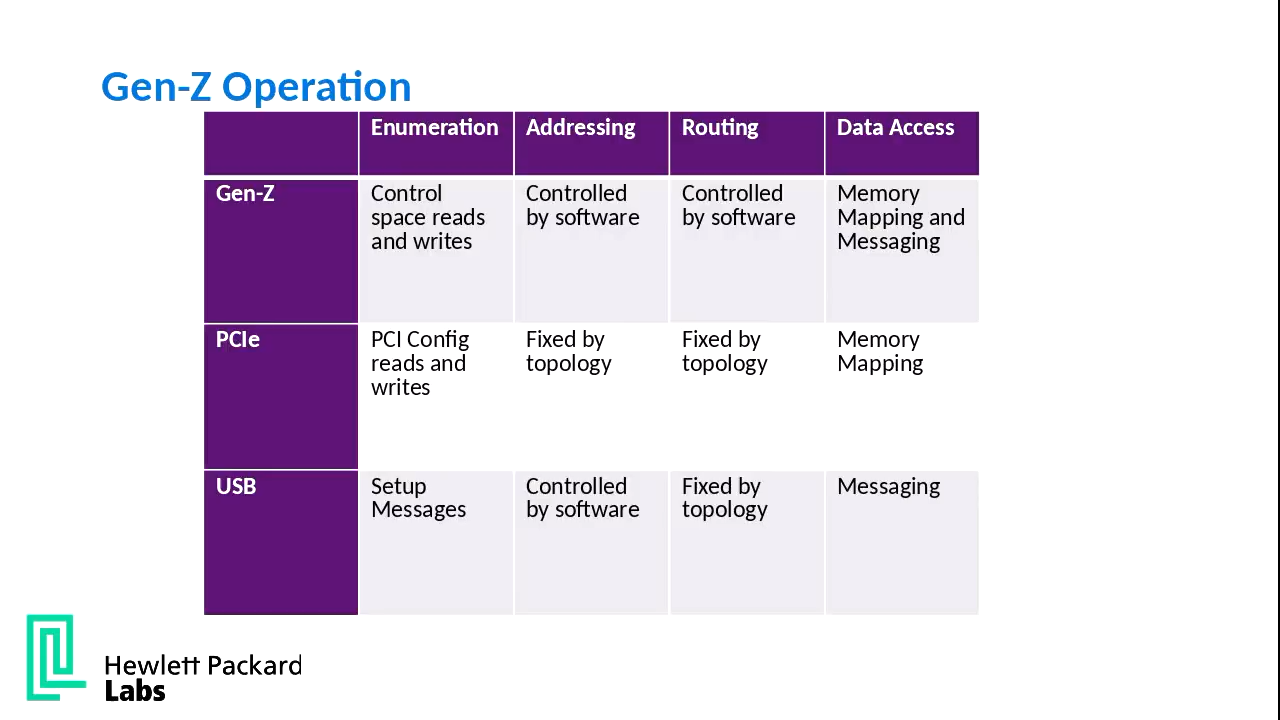 Gen-Z Operation
Enumeration Addressing Routing Data Access
Gen-Z
Control
space reads
and writes
Controlled
by software
Controlled
by software
Memory
Mapping and
Messaging
PCIe
PCI Config
reads and
writes
Fixed by
topology
Fixed by
topology
Memory
Mapping
USB
Setup
Messages
Controlled
by software
Fixed by
topology
Messaging
Hewlett Packard
Labs